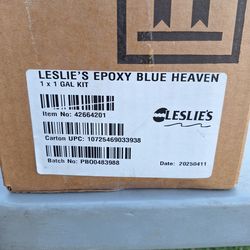 LESLIE'S EPOXY BLUE HEAVEN
1 x 1 GAL KIT
Item No: 42664201
LESLIE'S
Carton UPC: 10725469033938
Batch No: PBO0483988
Date: 20250411